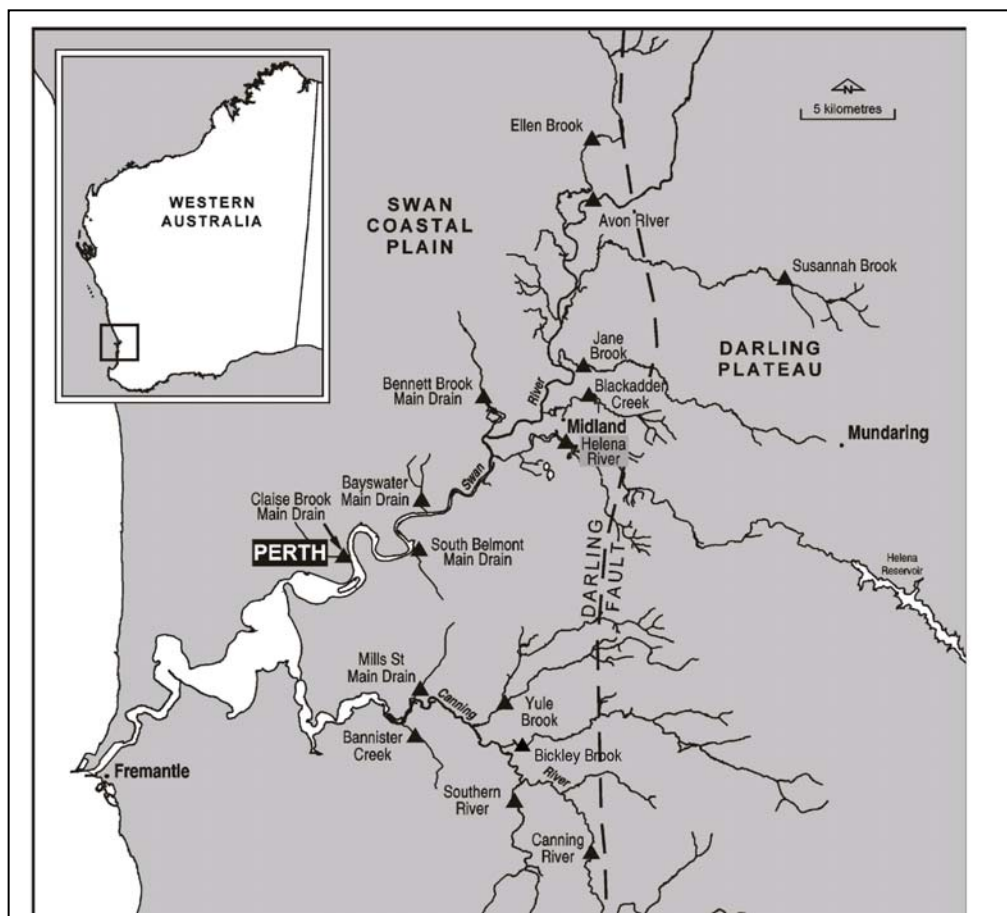 WESTERN
AUSTRALIA
N
5 kilometres
Ellen Brook
SWAN
COASTAL
PLAIN
Avon RIver
Susannah Brook
DARLING
PLATEAU
Jane
Brook
Bennett Brook
Main Drain
River
Blackadden
Creek
Midland
Helena
River
Mundaring
Swan
Bayswater
Main Drain
Claise Brook
Main Drain
PERTH
South Belmont
Main Drain
DARLING
FAULT
Helena
Reservoir
Mills St
Main Drain
Canning
Yule
Brook
Bannister
Creek
Bickley Brook
Fremantle
River
Southern
River
Canning
River